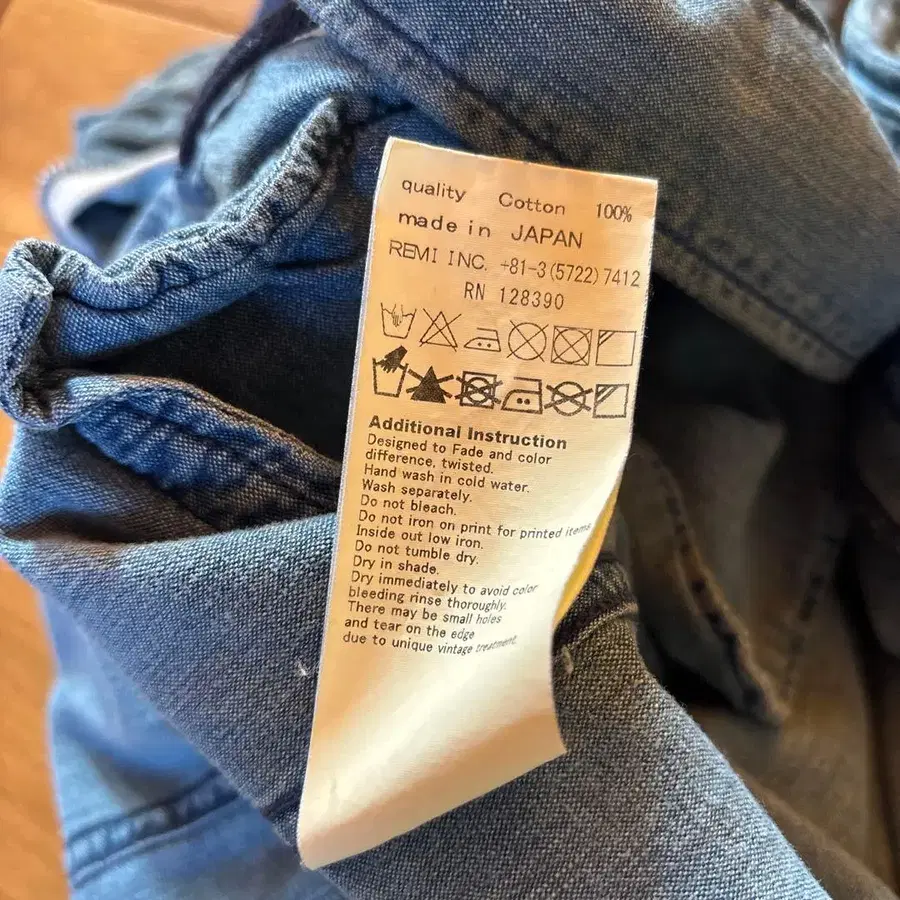 quality Cotton 100%
made in JAPAN
REMI INC. +81-3(5722)7412
RN 128390
Additional Instruction
Designed to Fade and color
difference, twisted.
Hand wash in cold water.
Wash separately.
Do not bleach.
Do not iron on print for printed items
Inside out low iron.
Do not tumble dry.
Dry in shade.
Dry immediately to avoid color
bleeding rinse thoroughly.
There may be small holes
and tear on the edge
due to unique vintage treatment.